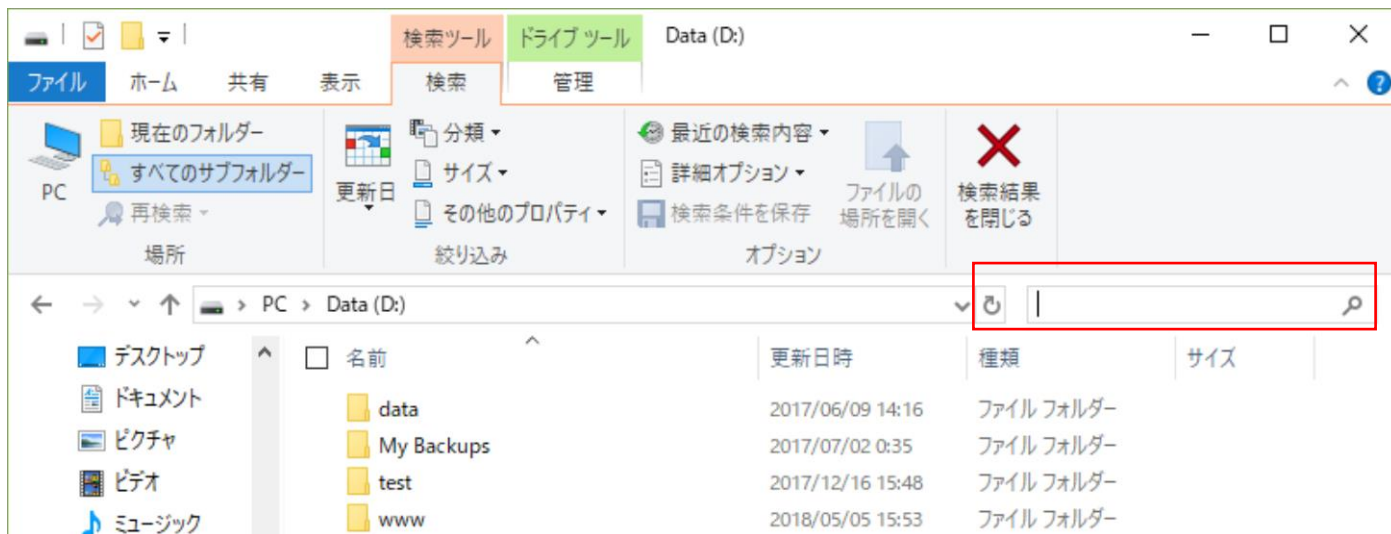 検索ツール ドライブ ツール Data (D:)
ファイル ホーム 共有 表示 検索 管理
PC
現在のフォルダー
すべてのサブフォルダー
再検索
場所
更新日
分類
サイズ
その他のプロパティ
絞り込み
最近の検索内容
詳細オプション
検索条件を保存
ファイルの
場所を開く
オプション
検索結果
を閉じる
PC > Data (D:)
デスクトップ
ドキュメント
ピクチャ
ビデオ
ミュージック
名前 更新日時 種類 サイズ
data 2017/06/09 14:16 ファイル フォルダー
My Backups 2017/07/02 0:35 ファイル フォルダー
test 2017/12/16 15:48 ファイル フォルダー
www 2018/05/05 15:53 ファイル フォルダー